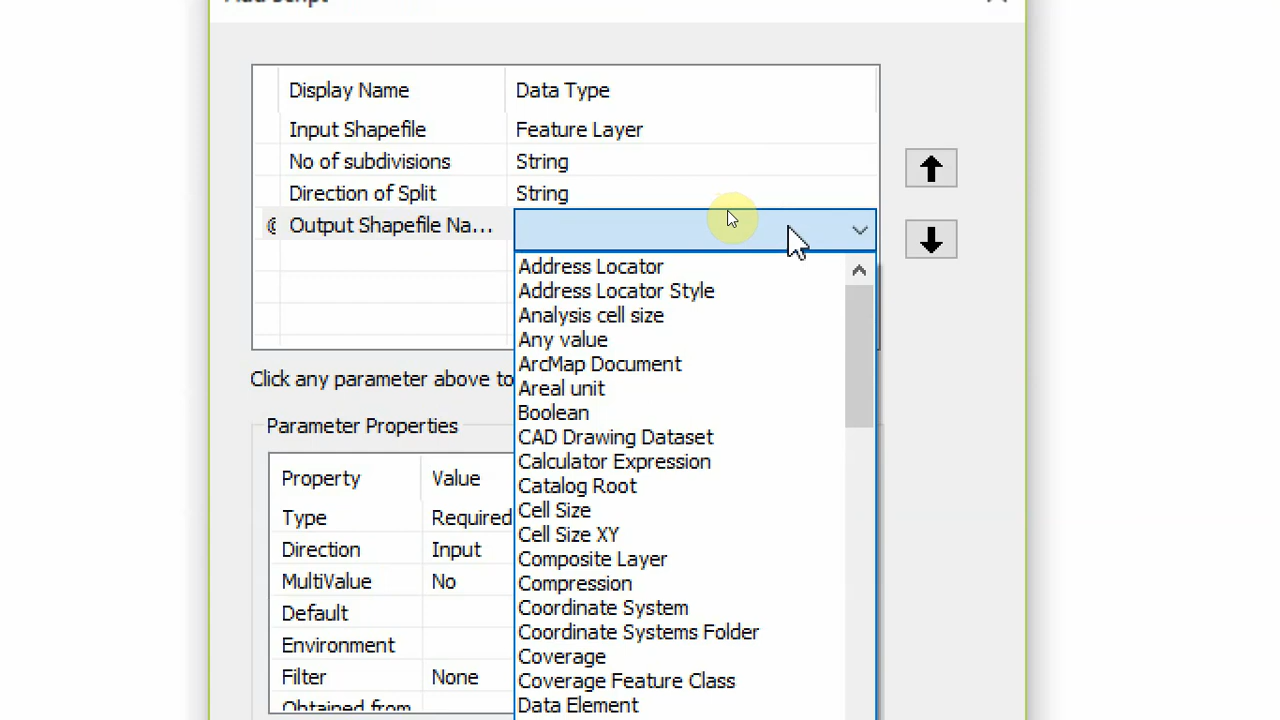 Add Script
Display Name Data Type
Input Shapefile Feature Layer
No of subdivisions String
Direction of Split String
Output Shapefile Na...
Address Locator
Address Locator Style
Analysis cell size
Any value
ArcMap Document
Areal unit
Boolean
CAD Drawing Dataset
Calculator Expression
Catalog Root
Cell Size
Cell Size XY
Composite Layer
Compression
Coordinate System
Coordinate Systems Folder
Coverage
Coverage Feature Class
Data Element
Click any parameter above to
Parameter Properties
Property Value
Type Required
Direction Input
MultiValue No
Default
Environment
Filter None
Obtained from